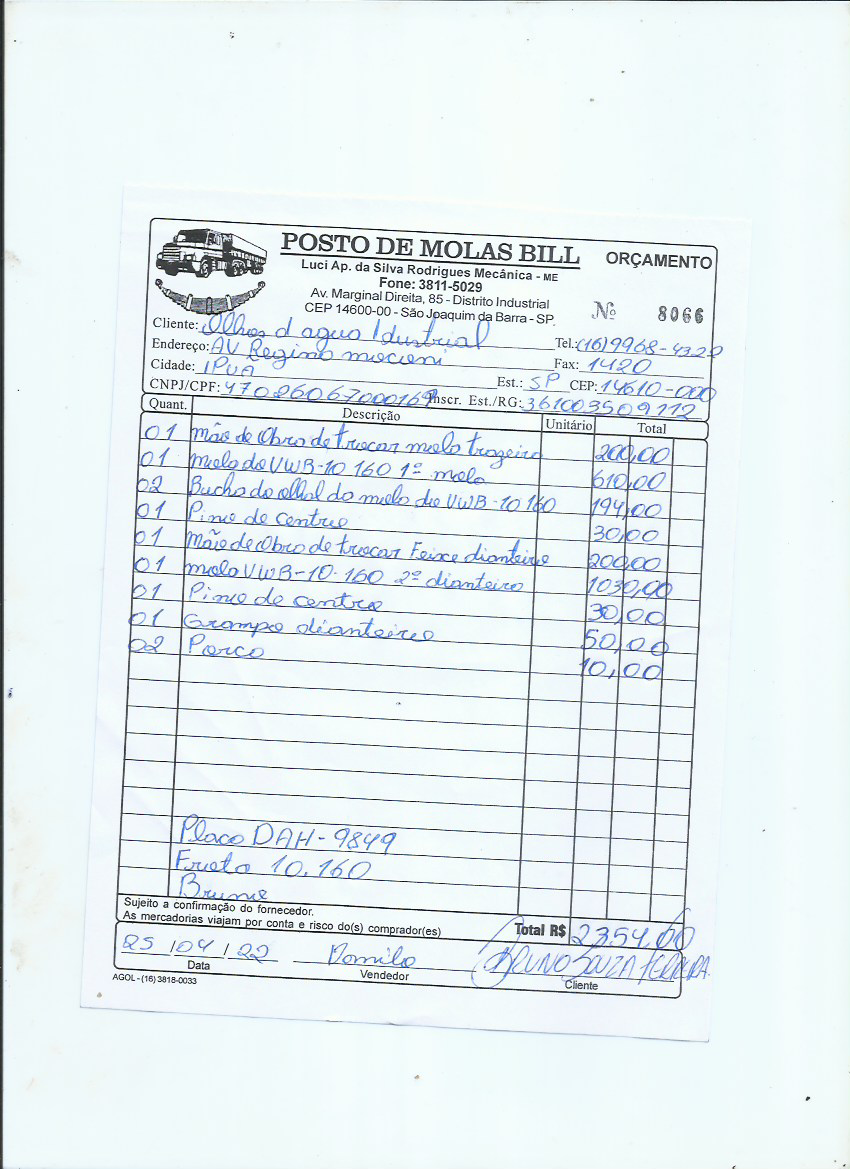 POSTO DE MOLAS BILL
ORÇAMENTO
Luci Ap. da Silva Rodrigues Mecânica - ME
Fone: 3811-5029
Av. Marginal Direita, 85 - Distrito Industrial
CEP 14600-00 - São Joaquim da Barra - SP.
Nº 8066
Cliente: Olhos d agua Idustrial
Tel.: (16) 9968-4320
Endereço: AV Regino
Fax: 1420
Cidade: IPUA Est.: SP CEP: 14610-000
CNPJ/CPF: Inscr. Est./RG: 361003509112
Quant. Descrição Unitário Total
01 Mão de Obra de trocar mola trazeira 200,00
01 mola do VWB-10 160 1ª mola 610,00
02 Bucha do olhal da mola do VWB-10 160 194,00
01 Pino de centro 30,00
01 Mão de Obra de trocar Feixe dianteiro 200,00
01 mola VWB-10.160 2ª dianteira 1030,00
01 Pino de centro 30,00
01 Grampo dianteiro 50,00
02 Porca 10,00
Placa DAH-9849
Frota 10.160
Bruno
Sujeito a confirmação do fornecedor.
As mercadorias viajam por conta e risco do(s) comprador(es)
Total R$ 2354,00
25/04/22
BRUNO SOUZA FERREIRA.
Data Vendedor Cliente
AGOL - (16) 3818-0033